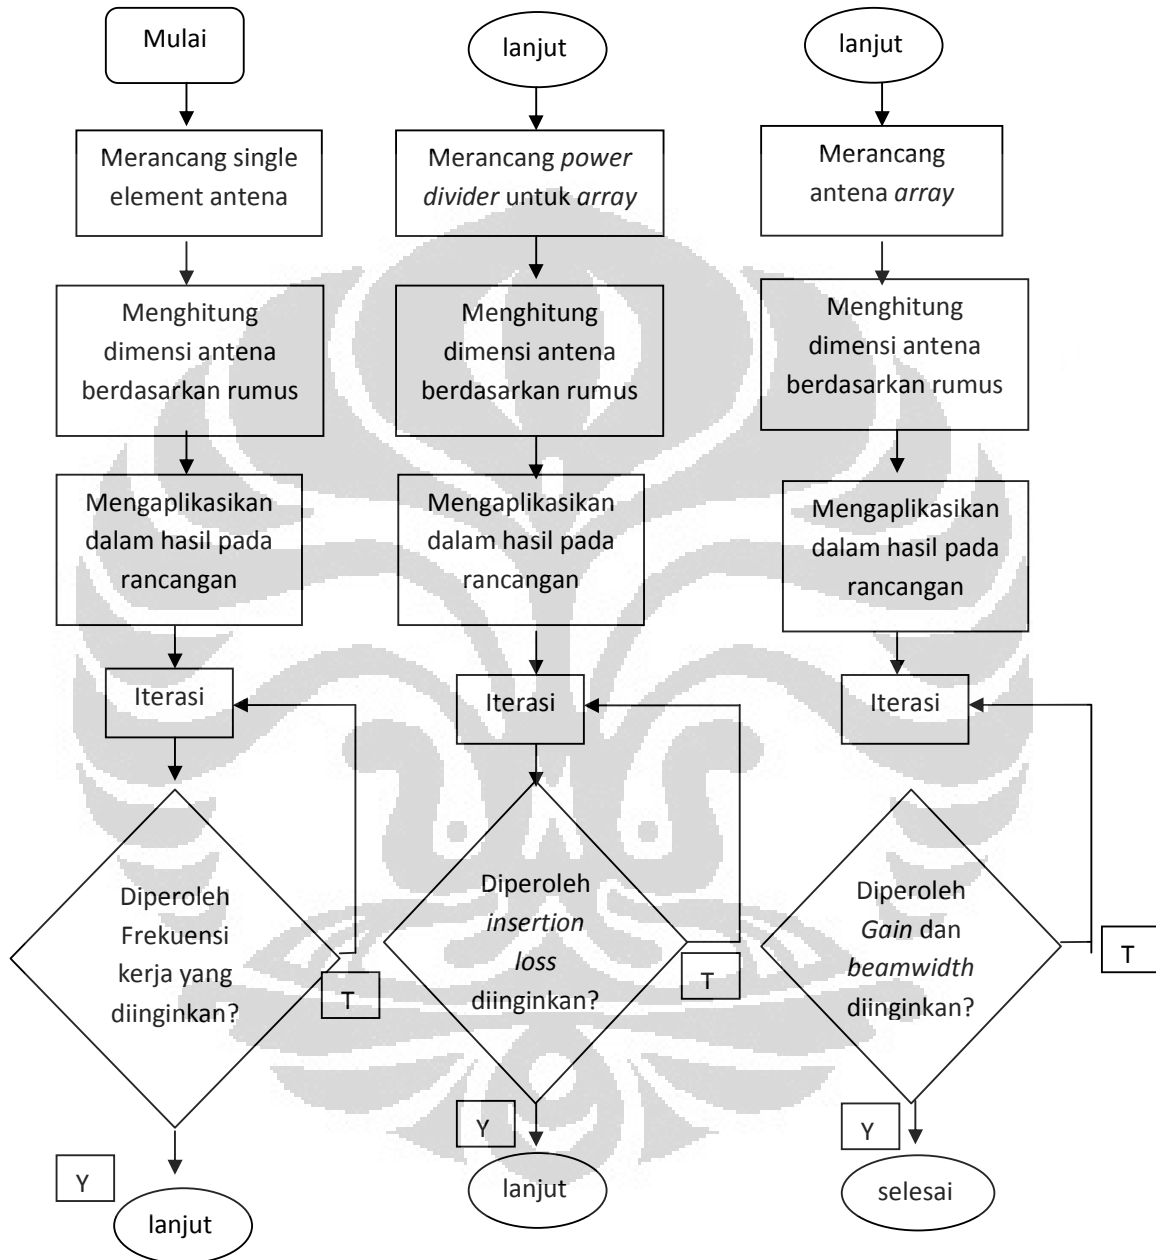 Mulai
Merancang single
element antena
Menghitung
dimensi antena
berdasarkan rumus
Mengaplikasikan
dalam hasil pada
rancangan
Iterasi
Diperoleh
Frekuensi
kerja yang
diinginkan?
T
Y
lanjut
lanjut
Merancang power
divider untuk array
Menghitung
dimensi antena
berdasarkan rumus
Mengaplikasikan
dalam hasil pada
rancangan
Iterasi
Diperoleh
insertion
loss
diinginkan?
T
Y
lanjut
lanjut
Merancang
antena array
Menghitung
dimensi antena
berdasarkan rumus
Mengaplikasikan
dalam hasil pada
rancangan
Iterasi
Diperoleh
Gain dan
beamwidth
diinginkan?
T
Y
selesai